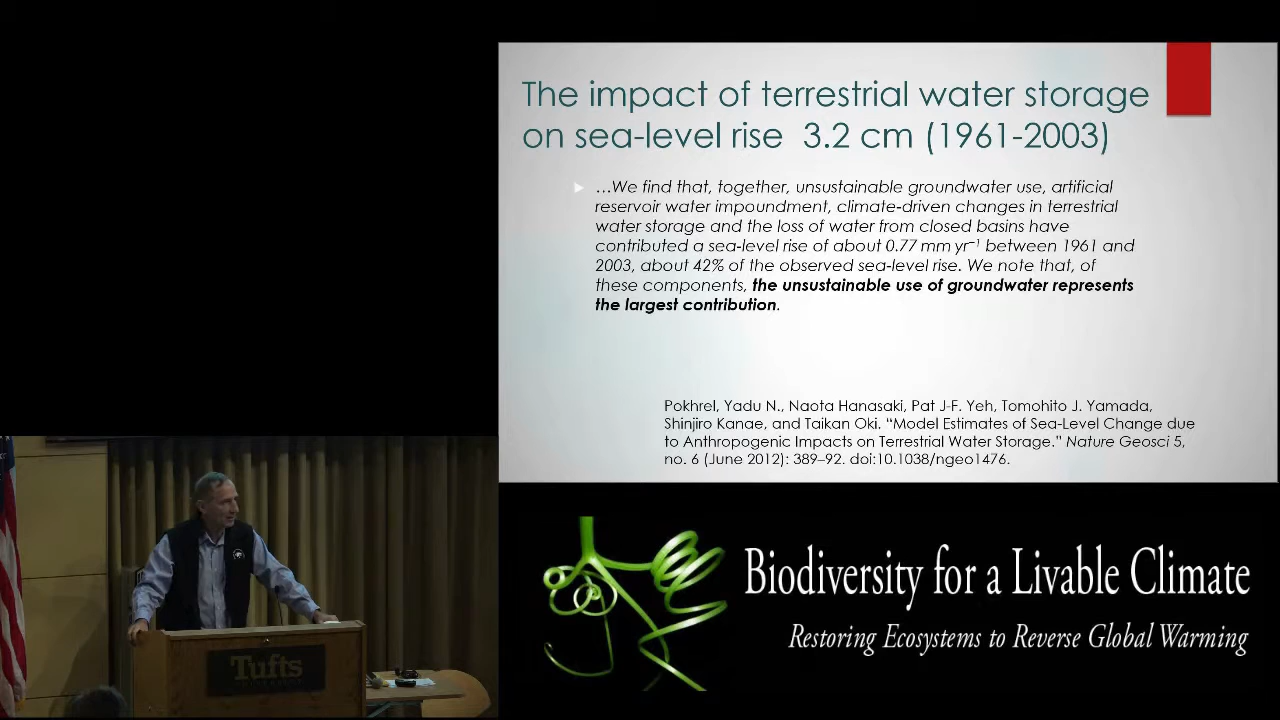 The impact of terrestrial water storage
on sea-level rise 3.2 cm (1961-2003)
…We find that, together, unsustainable groundwater use, artificial
reservoir water impoundment, climate-driven changes in terrestrial
water storage and the loss of water from closed basins have
contributed a sea-level rise of about 0.77 mm yr⁻¹ between 1961 and
2003, about 42% of the observed sea-level rise. We note that, of
these components, the unsustainable use of groundwater represents
the largest contribution.
Pokhrel, Yadu N., Naota Hanasaki, Pat J-F. Yeh, Tomohito J. Yamada,
Shinjiro Kanae, and Taikan Oki. “Model Estimates of Sea-Level Change due
to Anthropogenic Impacts on Terrestrial Water Storage.” Nature Geosci 5,
no. 6 (June 2012): 389–92. doi:10.1038/ngeo1476.
Tufts
Biodiversity for a Livable Climate
Restoring Ecosystems to Reverse Global Warming